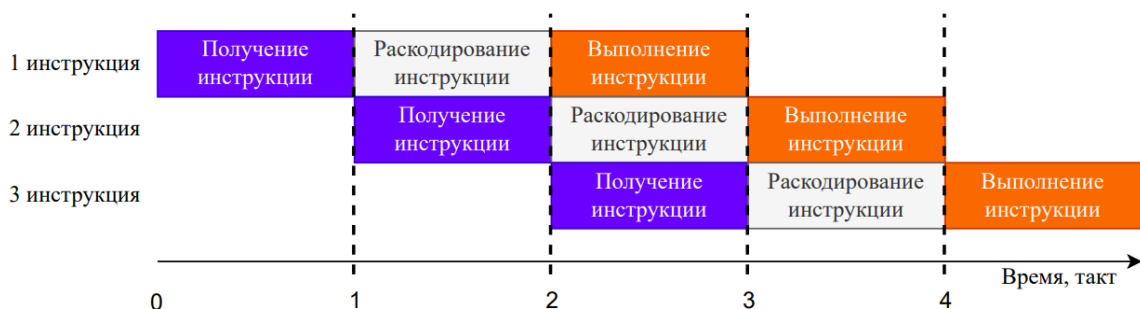 1 инструкция
Получение
инструкции
Раскодирование
инструкции
Выполнение
инструкции
2 инструкция
Получение
инструкции
Раскодирование
инструкции
Выполнение
инструкции
3 инструкция
Получение
инструкции
Раскодирование
инструкции
Выполнение
инструкции
Время, такт
0 1 2 3 4